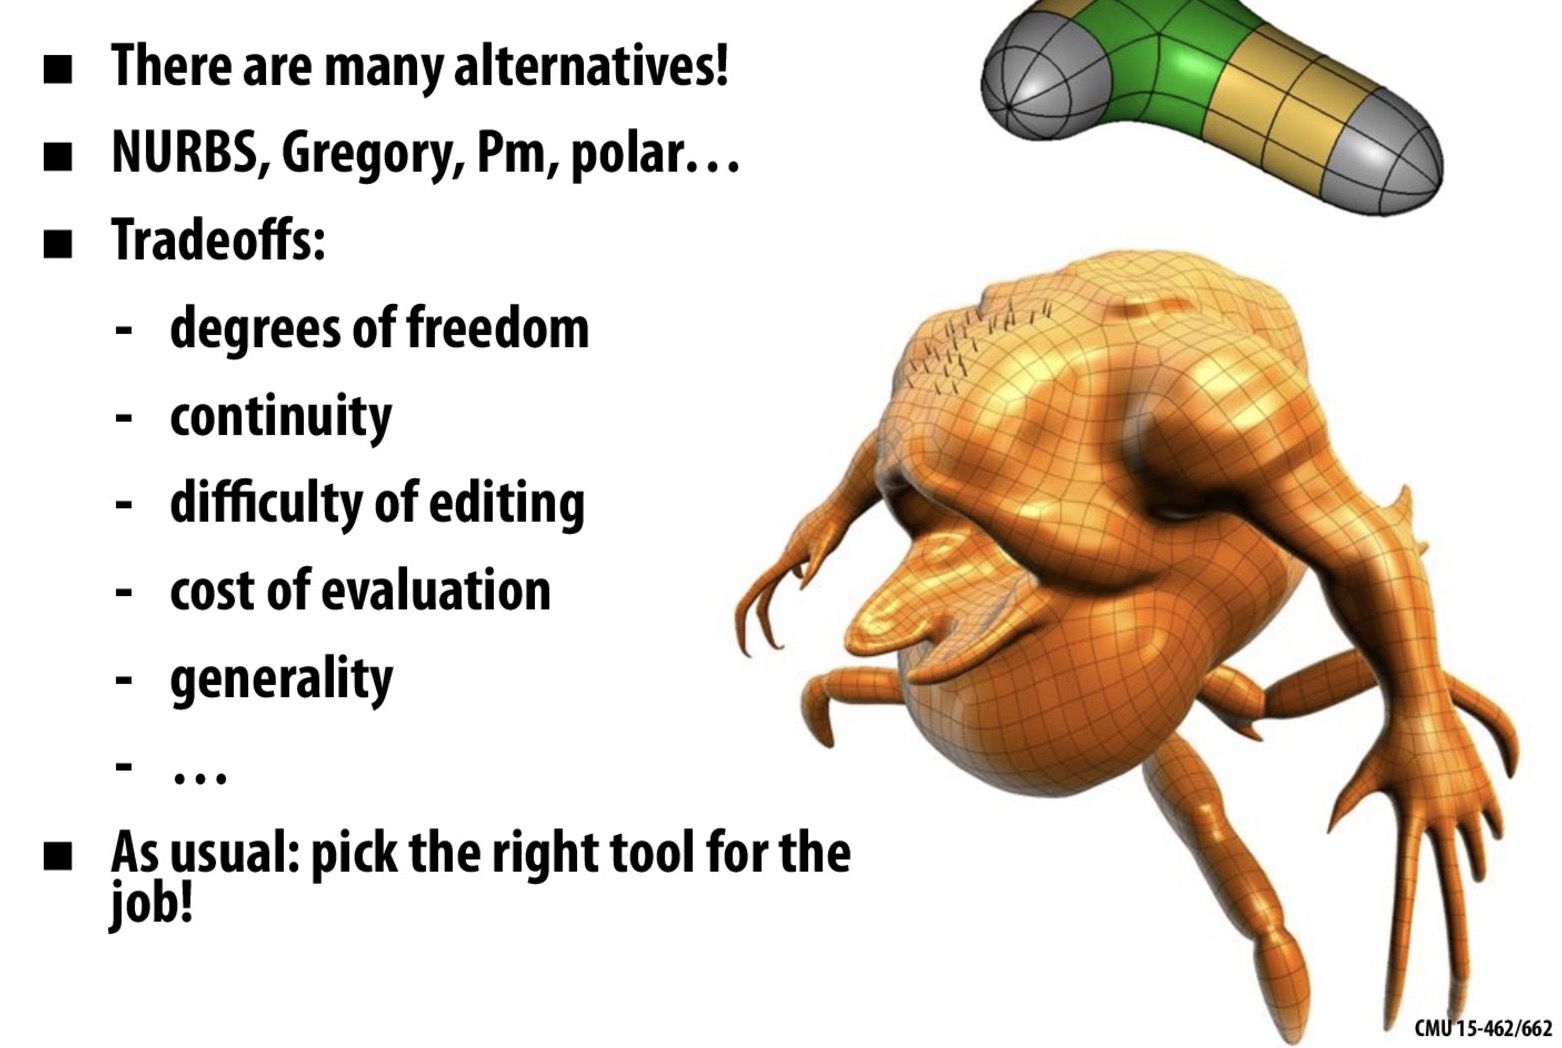 ■ There are many alternatives!
■ NURBS, Gregory, Pm, polar…
■ Tradeoffs:
- degrees of freedom
- continuity
- difficulty of editing
- cost of evaluation
- generality
- …
■ As usual: pick the right tool for the
job!
CMU 15-462/662